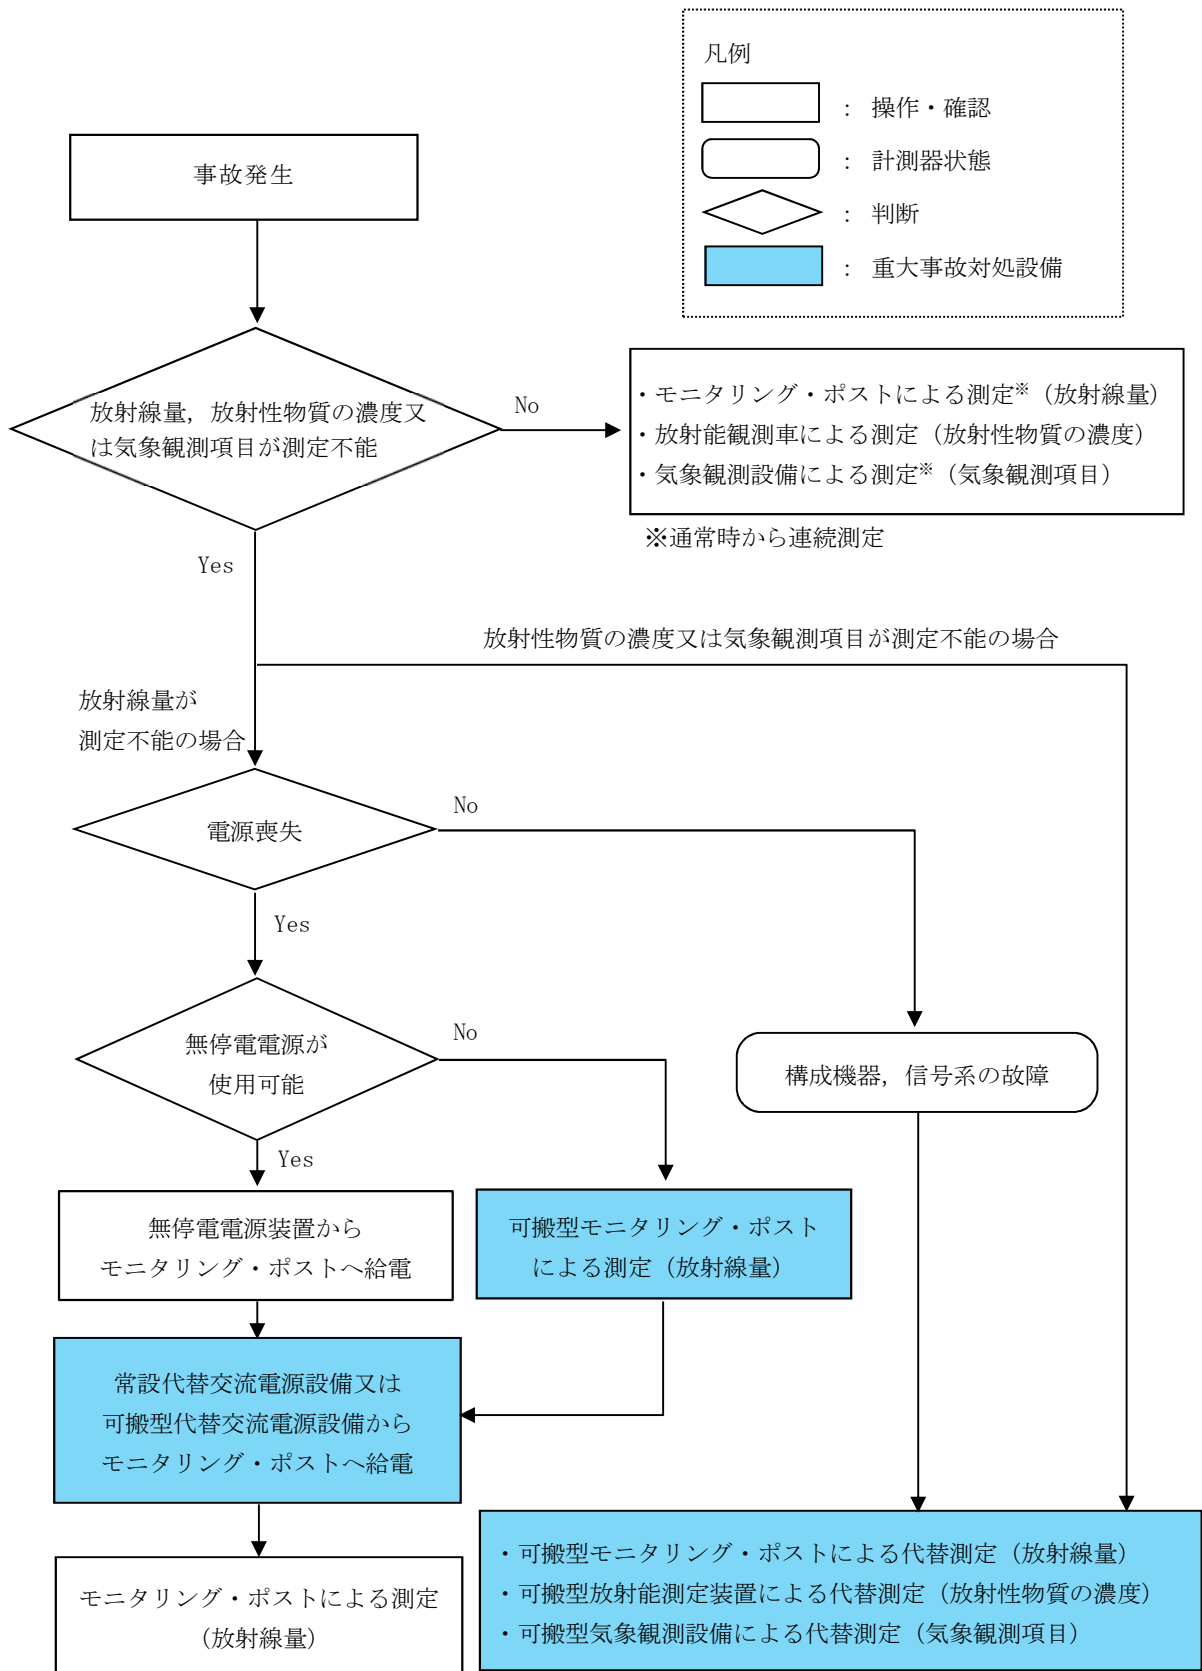 凡例
： 操作・確認
： 計測器状態
： 判断
： 重大事故対処設備
事故発生
放射線量，放射性物質の濃度又
は気象観測項目が測定不能
No
・モニタリング・ポストによる測定※（放射線量）
・放射能観測車による測定（放射性物質の濃度）
・気象観測設備による測定※（気象観測項目）
※通常時から連続測定
Yes
放射性物質の濃度又は気象観測項目が測定不能の場合
放射線量が
測定不能の場合
電源喪失
No
Yes
無停電電源が
使用可能
No
構成機器，信号系の故障
Yes
無停電電源装置から
モニタリング・ポストへ給電
可搬型モニタリング・ポスト
による測定（放射線量）
常設代替交流電源設備又は
可搬型代替交流電源設備から
モニタリング・ポストへ給電
モニタリング・ポストによる測定
（放射線量）
・可搬型モニタリング・ポストによる代替測定（放射線量）
・可搬型放射能測定装置による代替測定（放射性物質の濃度）
・可搬型気象観測設備による代替測定（気象観測項目）